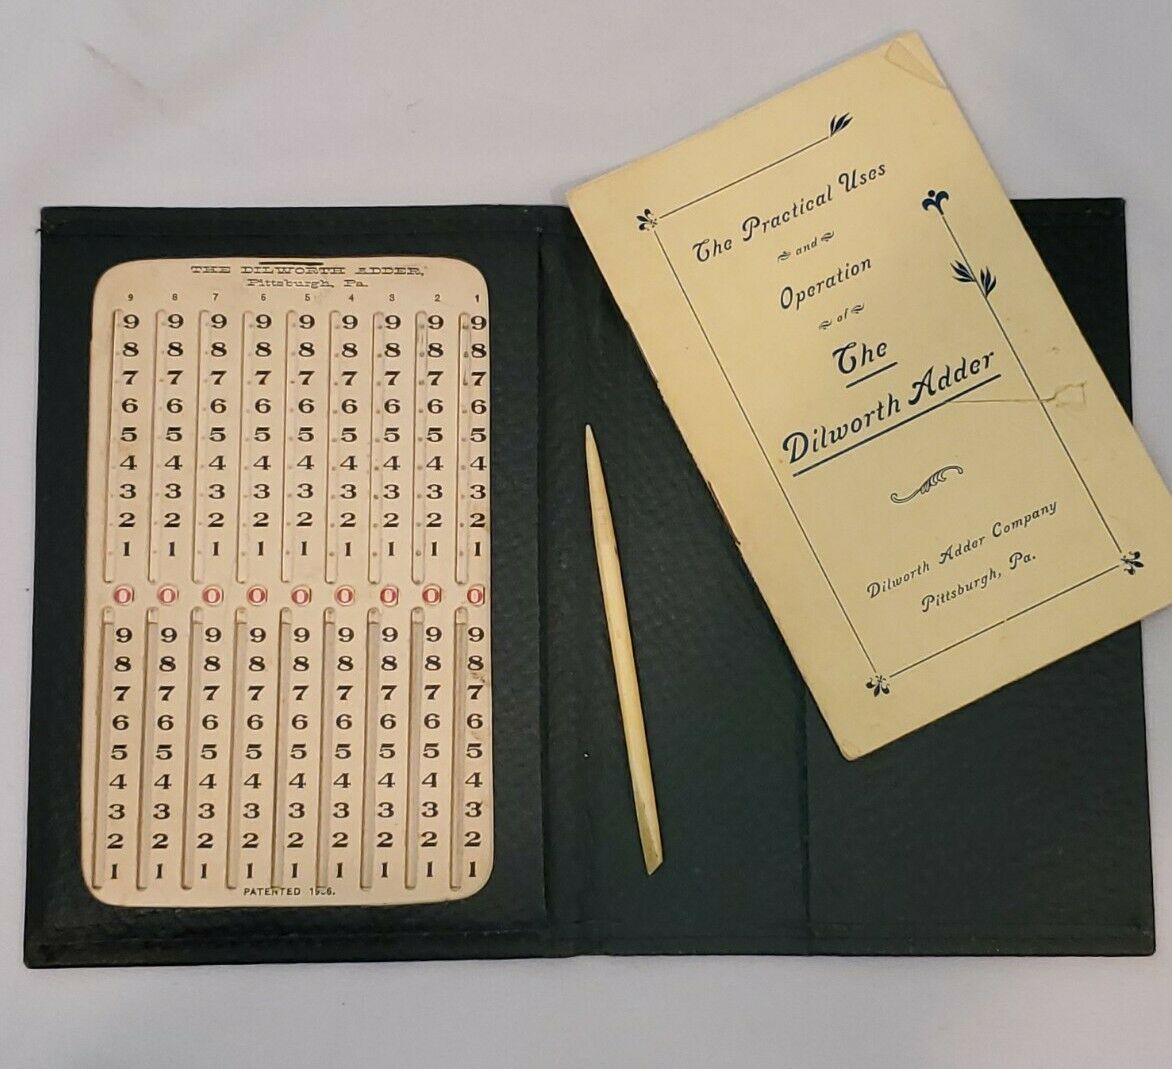 THE DILWORTH ADDER,
Pittsburgh, Pa.
9 8 7 6 5 4 3 2 1
9 9 9 9 9 9 9 9 9
8 8 8 8 8 8 8 8 8
7 7 7 7 7 7 7 7 7
6 6 6 6 6 6 6 6 6
5 5 5 5 5 5 5 5 5
4 4 4 4 4 4 4 4 4
3 3 3 3 3 3 3 3 3
2 2 2 2 2 2 2 2 2
1 1 1 1 1 1 1 1 1
0 0 0 0 0 0 0 0 0
9 9 9 9 9 9 9 9 9
8 8 8 8 8 8 8 8 8
7 7 7 7 7 7 7 7 7
6 6 6 6 6 6 6 6 6
5 5 5 5 5 5 5 5 5
4 4 4 4 4 4 4 4 4
3 3 3 3 3 3 3 3 3
2 2 2 2 2 2 2 2 2
1 1 1 1 1 1 1 1 1
PATENTED
The Practical Uses
and
Operation
of
The
Dilworth Adder
Dilworth Adder Company
Pittsburgh, Pa.